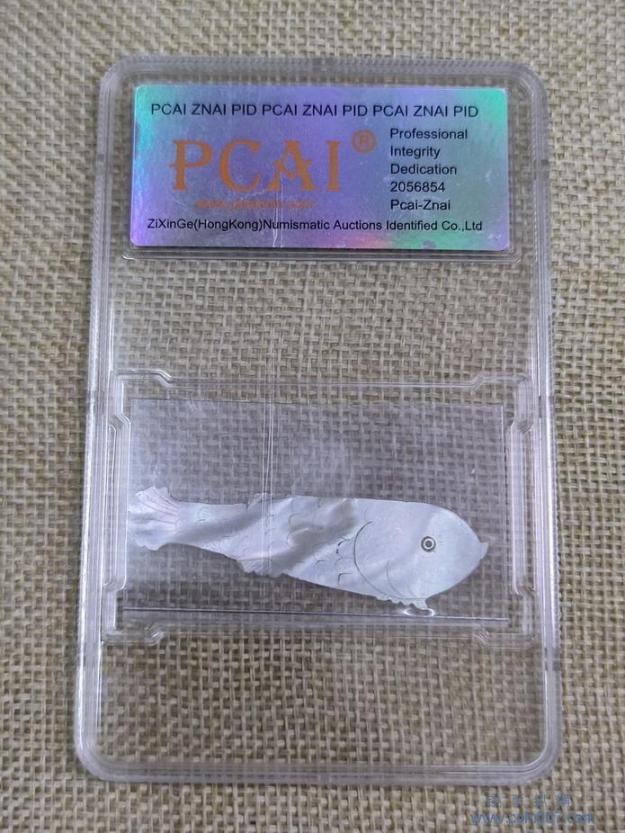 PCAI ZNAI PID PCAI ZNAI PID PCAI ZNAI PID
PCAI®
Professional
Integrity
Dedication
2056854
Pcai-Znai
ZiXinGe(HongKong)Numismatic Auctions Identified Co.,Ltd